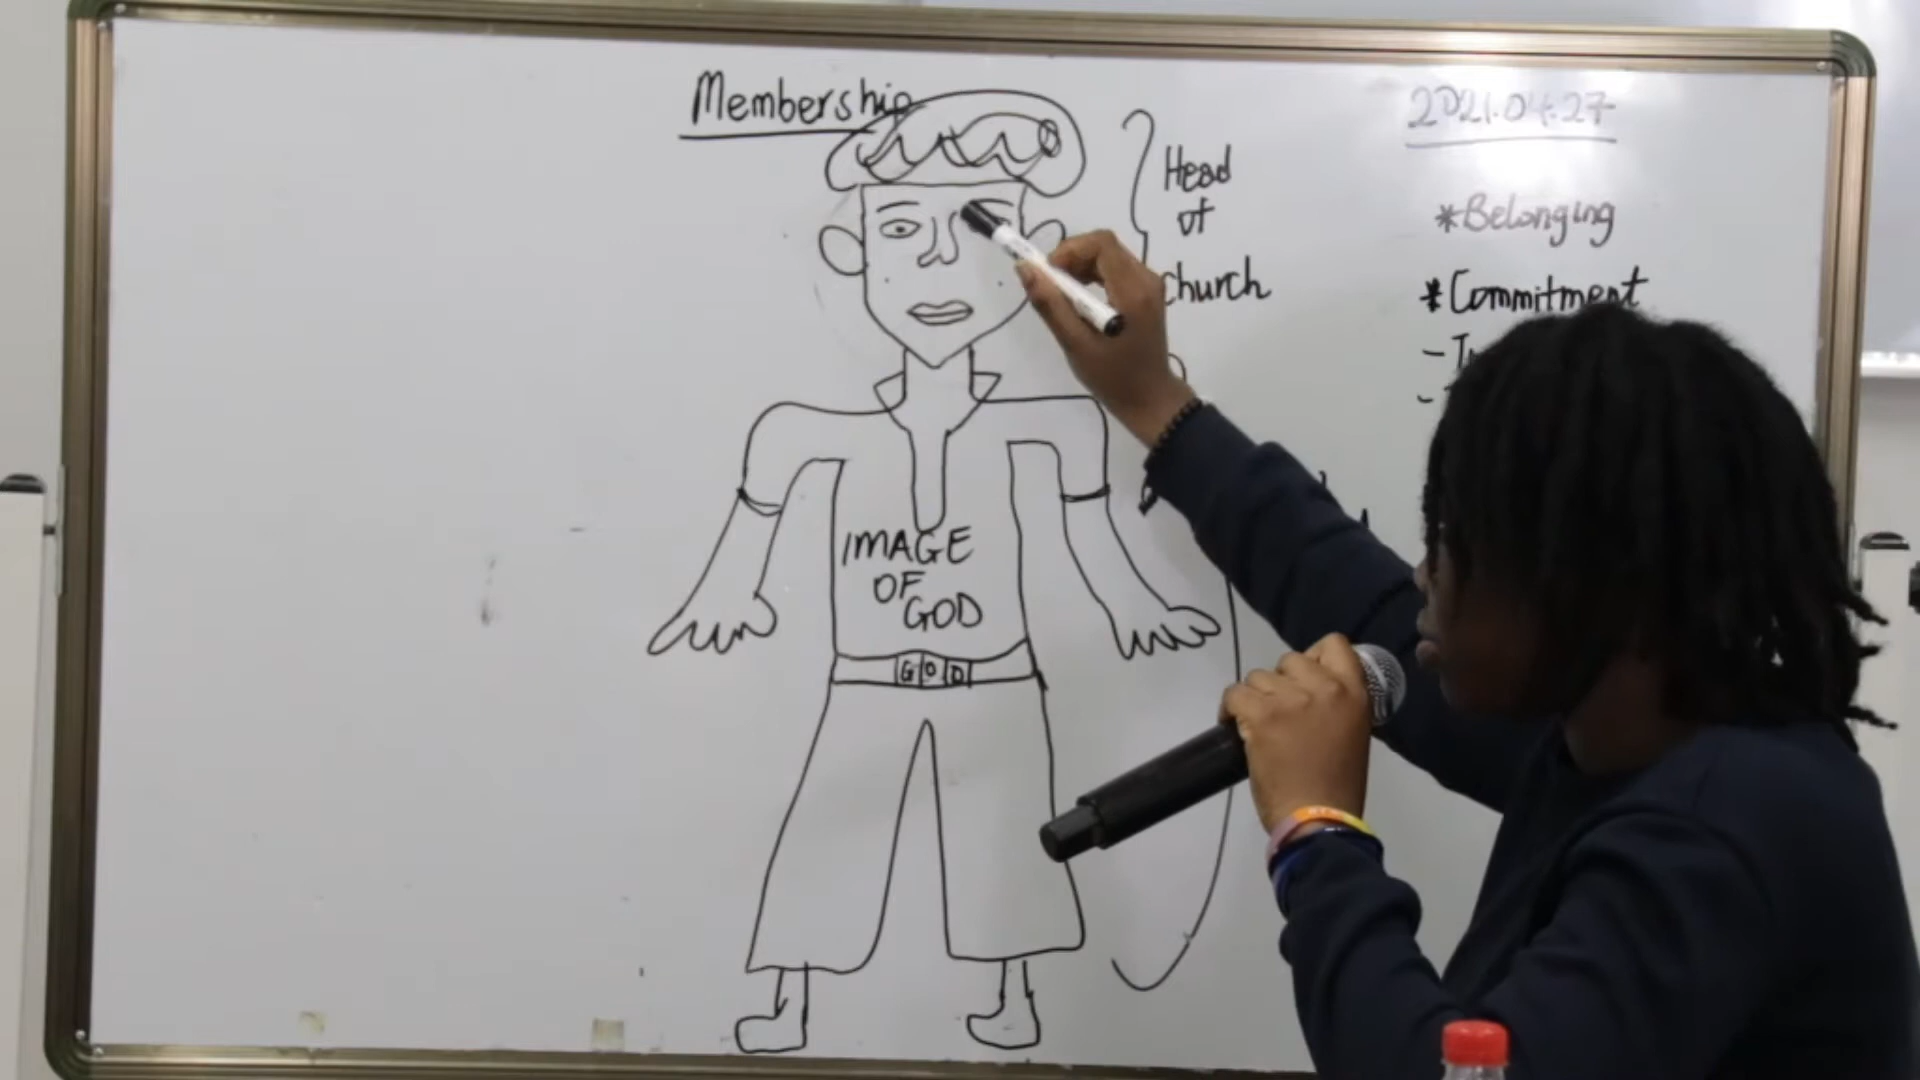 Membership
2021.04.27
Head
of
church
*Belonging
*Commitment
IMAGE
OF
GOD
GOD